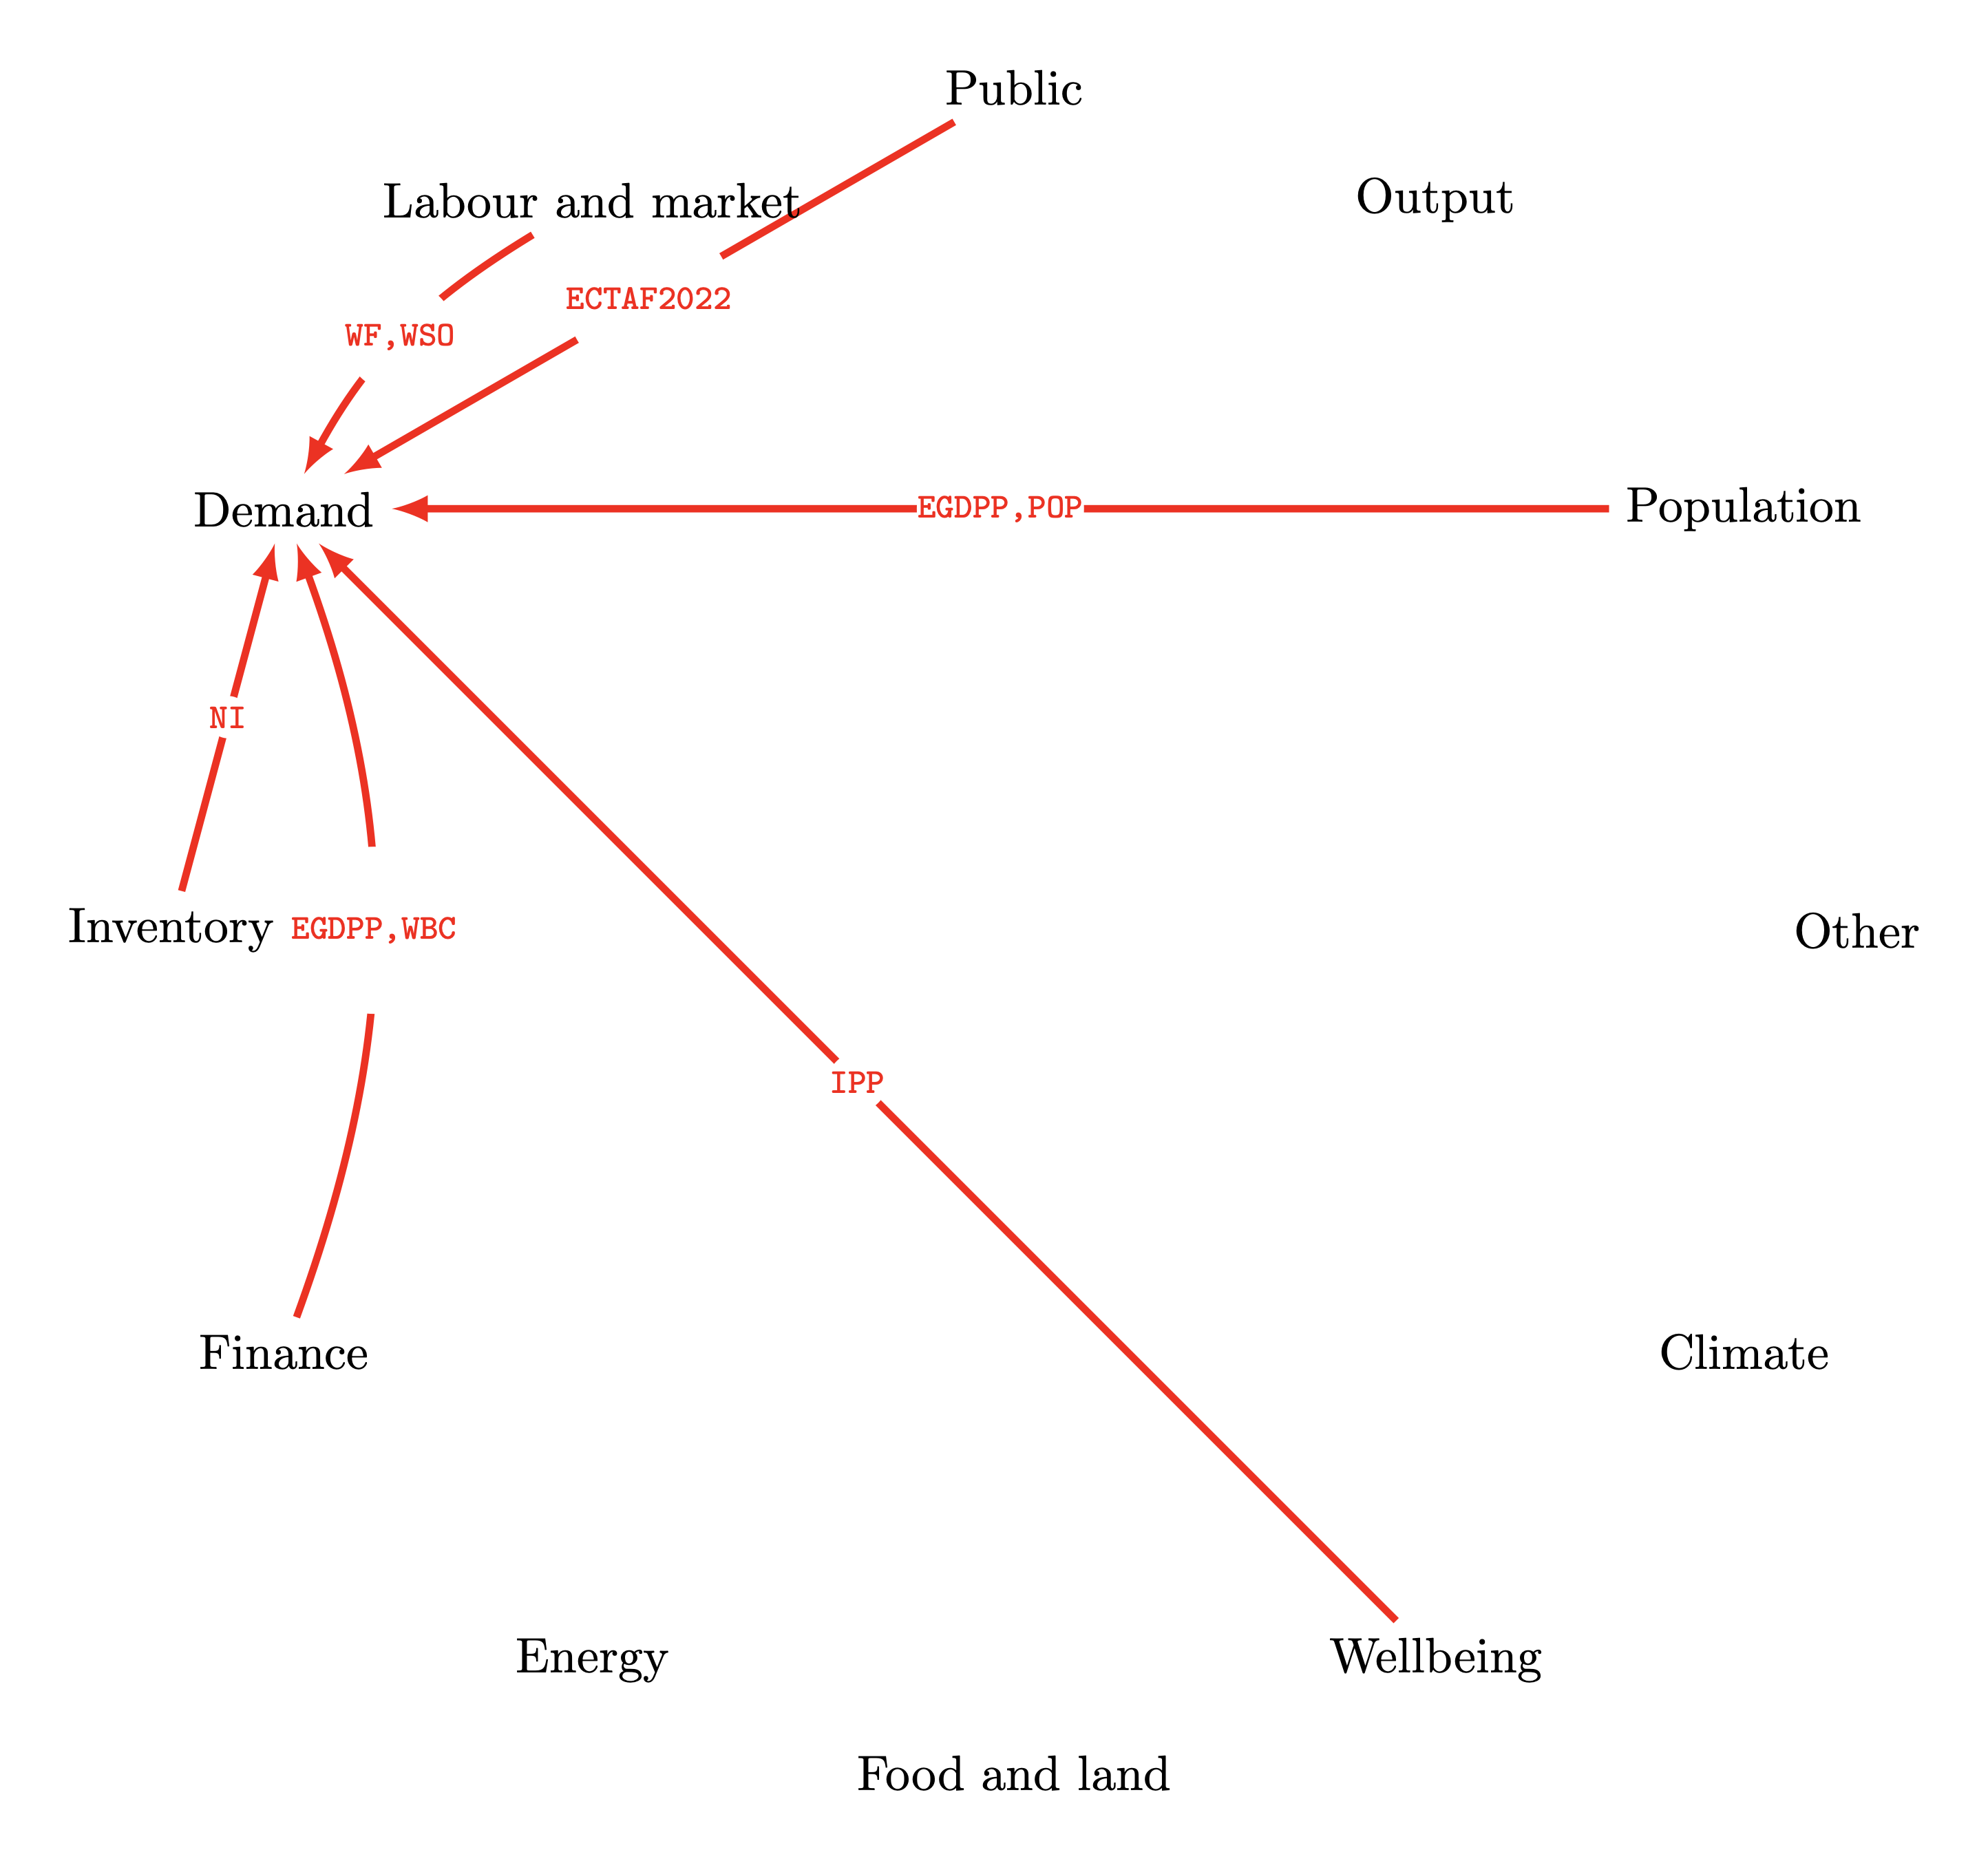 Public
Output
Labour and market
ECTAF2022
WF,WSO
Demand
EGDPP,POP
Population
NI
Inventory
EGDPP,WBC
Other
IPP
Finance
Climate
Energy
Wellbeing
Food and land